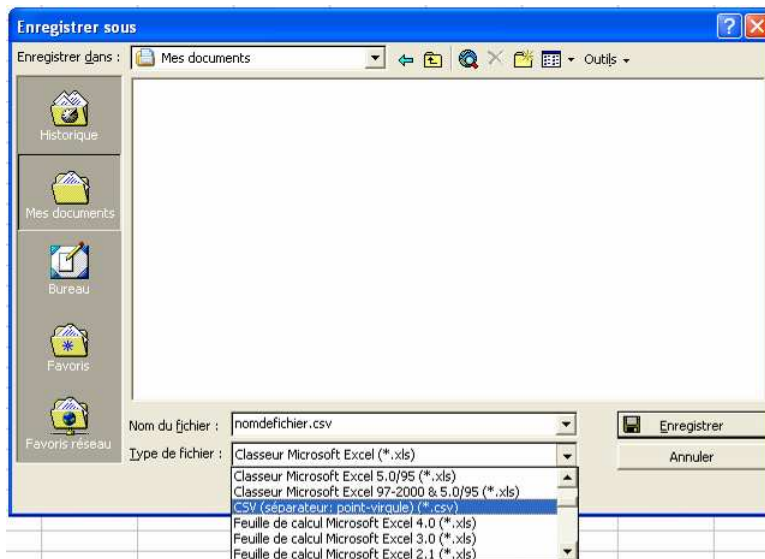 Enregistrer sous
Enregistrer dans : Mes documents Outils
Historique
Mes documents
Bureau
Favoris
Favoris réseau
Nom du fichier : nomdefichier.csv Enregistrer
Type de fichier : Classeur Microsoft Excel (*.xls) Annuler
Classeur Microsoft Excel 5.0/95 (*.xls)
Classeur Microsoft Excel 97-2000 & 5.0/95 (*.xls)
CSV (séparateur: point-virgule) (*.csv)
Feuille de calcul Microsoft Excel 4.0 (*.xls)
Feuille de calcul Microsoft Excel 3.0 (*.xls)
Feuille de calcul Microsoft Excel 2.1 (*.xls)